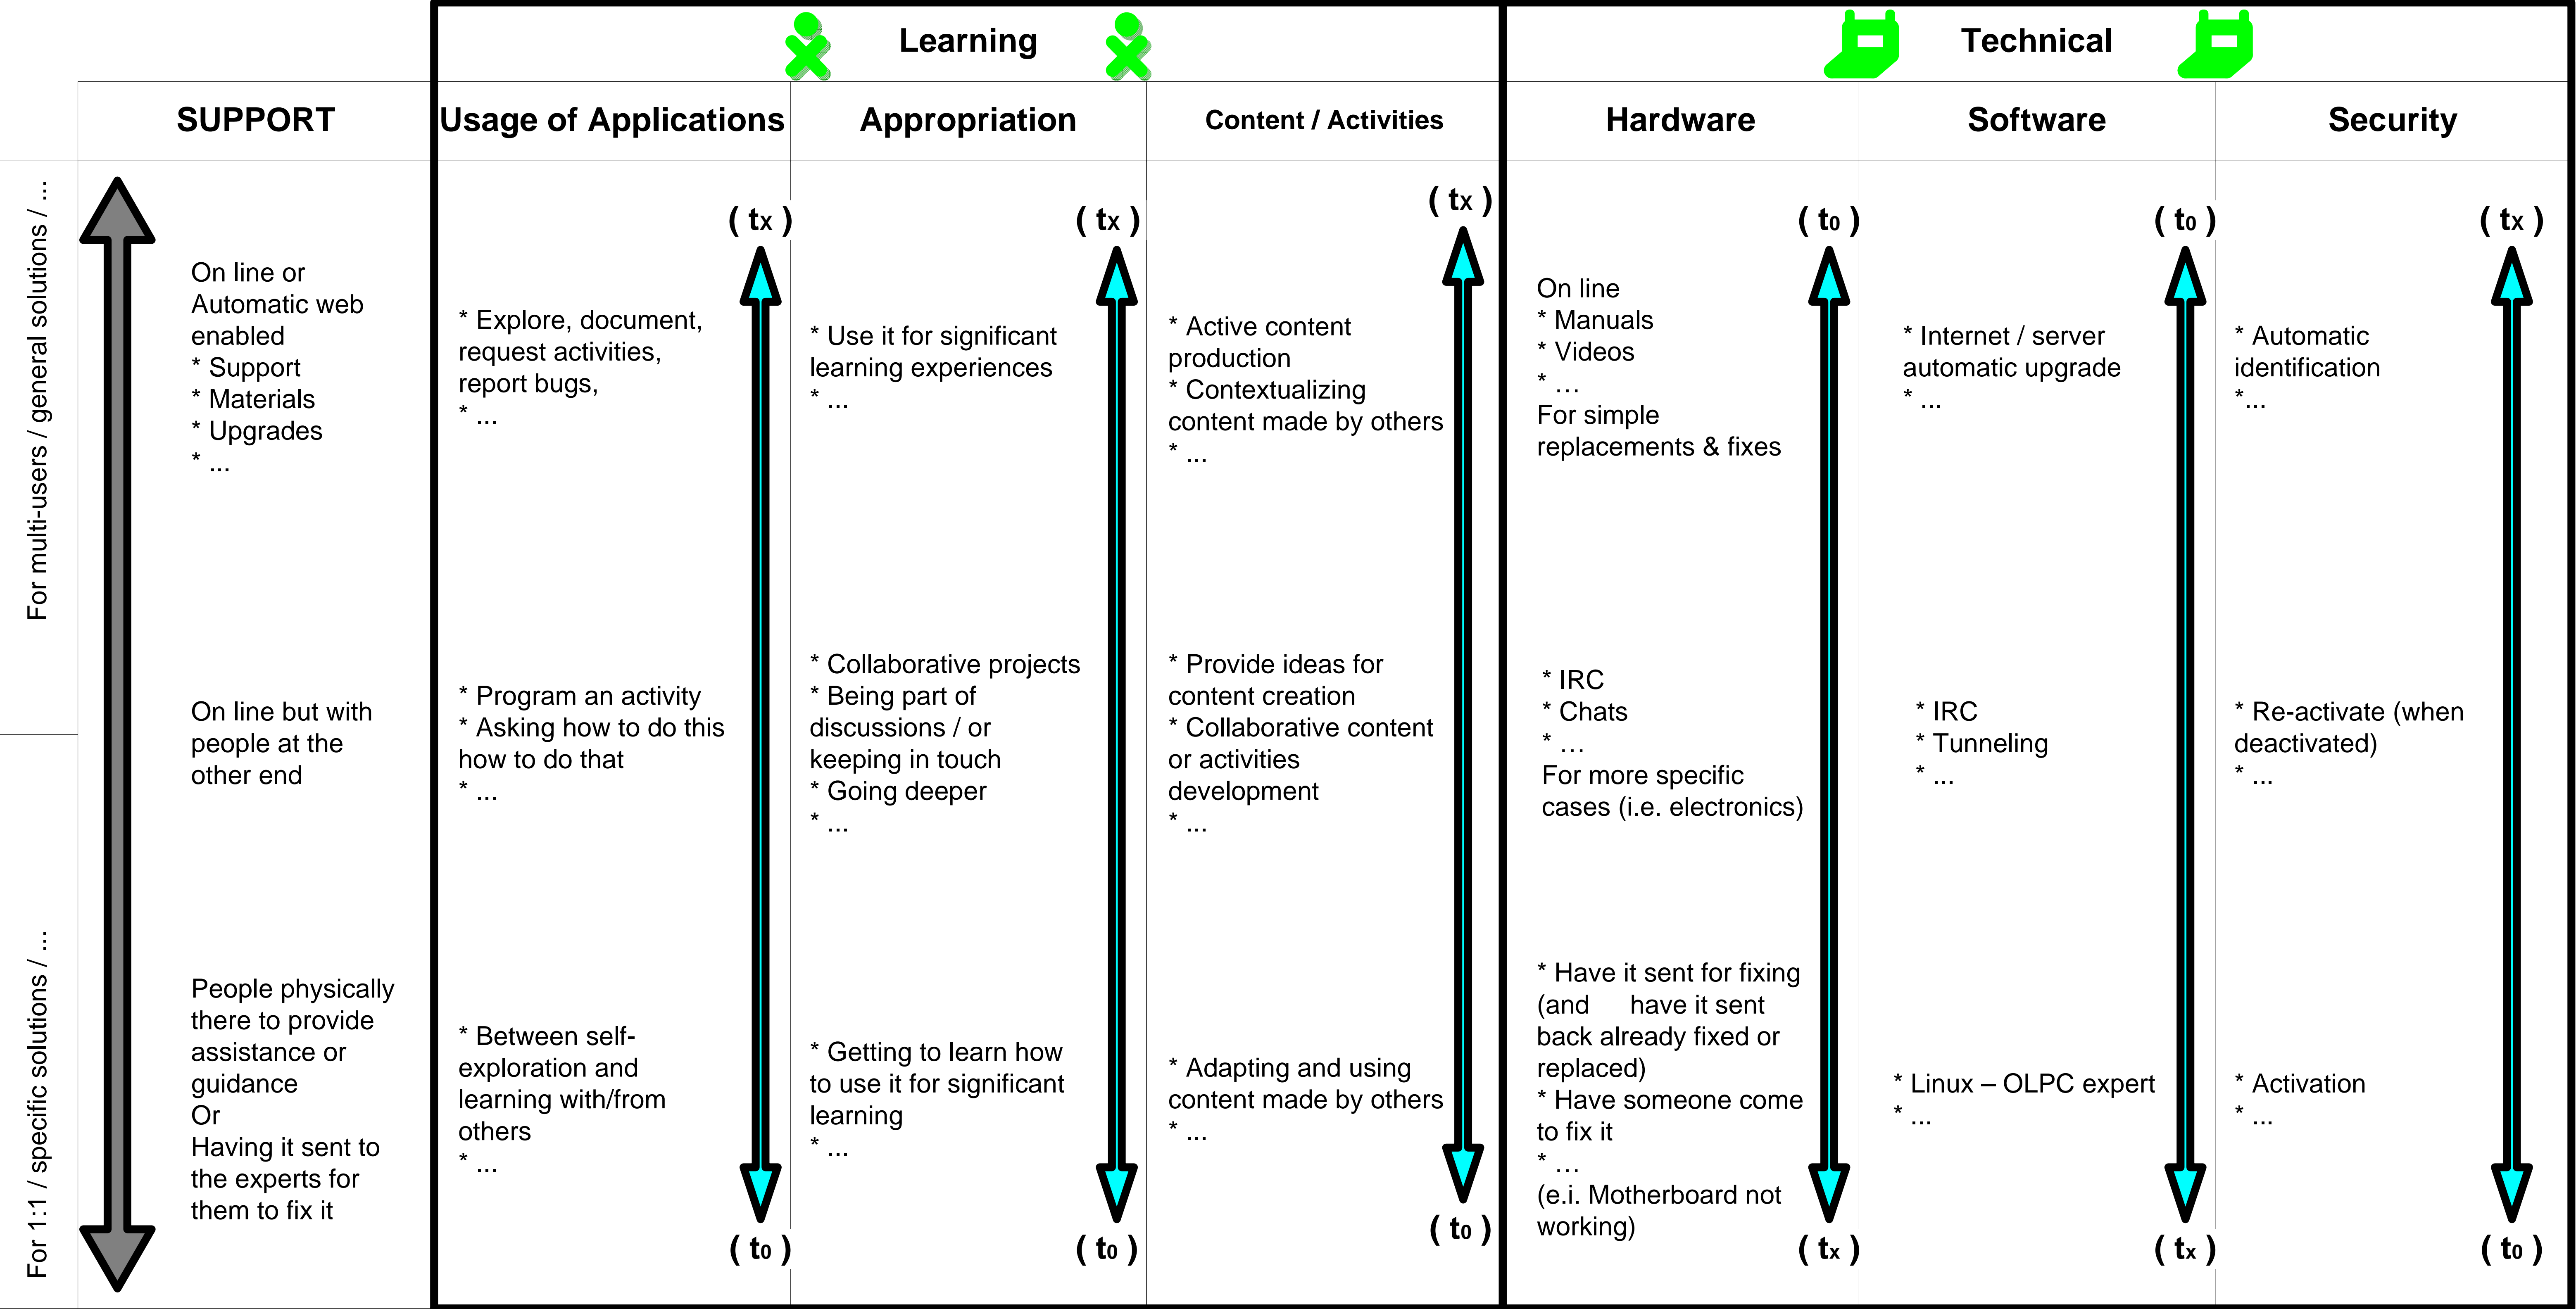 Learning
Technical
SUPPORT
Usage of Applications
Appropriation
Content / Activities
Hardware
Software
Security
For multi-users / general solutions / ...
On line or
Automatic web
enabled
* Support
* Materials
* Upgrades
* ...
* Explore, document,
request activities,
report bugs,
* ...
( tx )
* Use it for significant
learning experiences
* ...
( tx )
* Active content
production
* Contextualizing
content made by others
* ...
( tx )
On line
* Manuals
* Videos
* …
For simple
replacements & fixes
( t0 )
* Internet / server
automatic upgrade
* ...
( t0 )
* Automatic
identification
*...
( tx )
On line but with
people at the
other end
* Program an activity
* Asking how to do this
how to do that
* ...
* Collaborative projects
* Being part of
discussions / or
keeping in touch
* Going deeper
* ...
* Provide ideas for
content creation
* Collaborative content
or activities
development
* ...
* IRC
* Chats
* …
For more specific
cases (i.e. electronics)
* IRC
* Tunneling
* ...
* Re-activate (when
deactivated)
* ...
For 1:1 / specific solutions / ...
People physically
there to provide
assistance or
guidance
Or
Having it sent to
the experts for
them to fix it
* Between self-
exploration and
learning with/from
others
* ...
( t0 )
* Getting to learn how
to use it for significant
learning
* ...
( t0 )
* Adapting and using
content made by others
* ...
( t0 )
* Have it sent for fixing
(and have it sent
back already fixed or
replaced)
* Have someone come
to fix it
* …
(e.i. Motherboard not
working)
( tx )
* Linux – OLPC expert
* ...
( tx )
* Activation
* ...
( t0 )